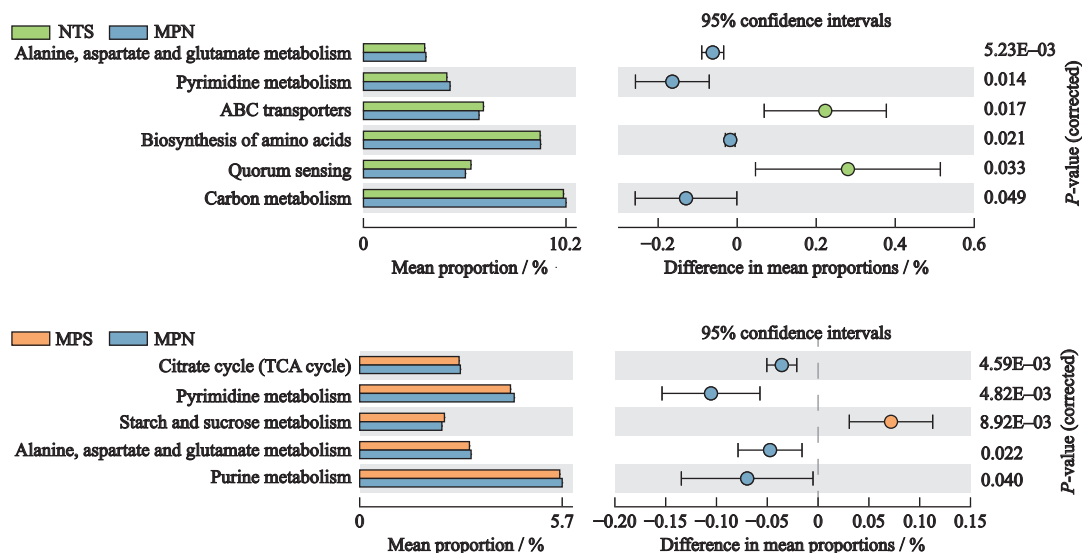 95% confidence intervals
NTS MPN
Alanine, aspartate and glutamate metabolism 5.23E–03
Pyrimidine metabolism 0.014
ABC transporters 0.017
Biosynthesis of amino acids 0.021
Quorum sensing 0.033
Carbon metabolism 0.049
P-value (corrected)
0 10.2 −0.2 0 0.2 0.4 0.6
Mean proportion / % Difference in mean proportions / %
95% confidence intervals
MPS MPN
Citrate cycle (TCA cycle) 4.59E–03
Pyrimidine metabolism 4.82E–03
Starch and sucrose metabolism 8.92E–03
Alanine, aspartate and glutamate metabolism 0.022
Purine metabolism 0.040
P-value (corrected)
0 5.7 −0.20 −0.15 −0.10 −0.05 0 0.05 0.10 0.15
Mean proportion / % Difference in mean proportions / %